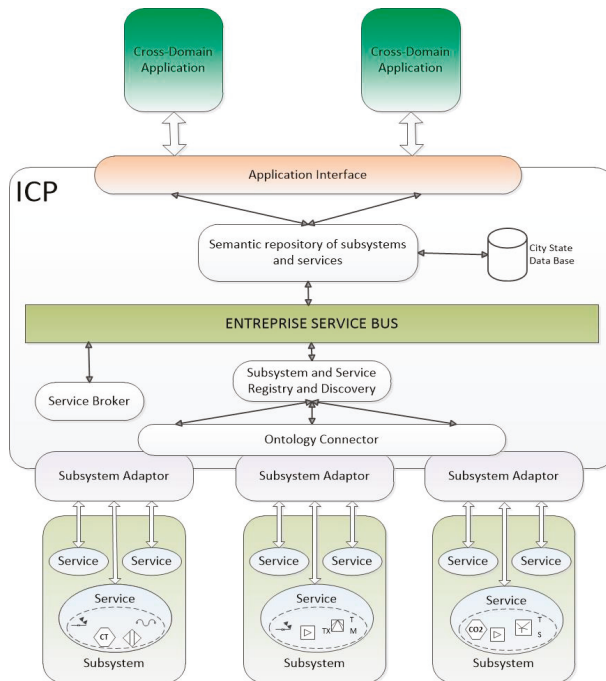 Cross-Domain
Application
Cross-Domain
Application
Application Interface
ICP
Semantic repository of subsystems
and services
City State
Data Base
ENTREPRISE SERVICE BUS
Subsystem and Service
Registry and Discovery
Service Broker
Ontology Connector
Subsystem Adaptor
Subsystem Adaptor
Subsystem Adaptor
Service
Service
Service
Service
Service
Service
Service
CT
Subsystem
Service
TX
T
M
Subsystem
Service
CO2
T
S
Subsystem